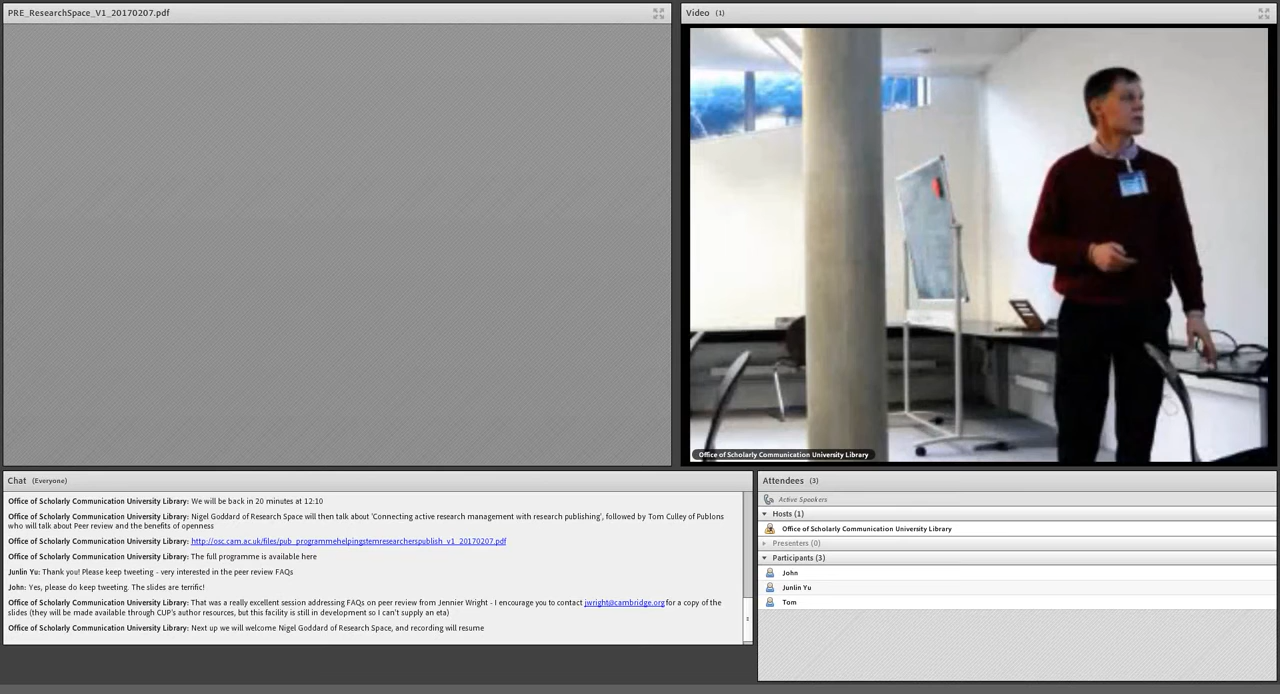 PRE_ResearchSpace_V1_20170207.pdf
Video (1)
Office of Scholarly Communication University Library
Chat (Everyone)
Office of Scholarly Communication University Library: We will be back in 20 minutes at 12:10
Office of Scholarly Communication University Library: Nigel Goddard of Research Space will then talk about 'Connecting active research management with research publishing', followed by Tom Culley of Publons
who will talk about Peer review and the benefits of openness
Office of Scholarly Communication University Library: http://osc.cam.ac.uk/files/pub_programmehelpingstemresearcherspublish_v1_20170207.pdf
Office of Scholarly Communication University Library: The full programme is available here
Junlin Yu: Thank you! Please keep tweeting - very interested in the peer review FAQs
John: Yes, please do keep tweeting. The slides are terrific!
Office of Scholarly Communication University Library: That was a really excellent session addressing FAQs on peer review from Jennier Wright - I encourage you to contact jwright@cambridge.org for a copy of the
slides (they will be made available through CUP's author resources, but this facility is still in development so I can't supply an eta)
Office of Scholarly Communication University Library: Next up we will welcome Nigel Goddard of Research Space, and recording will resume
Attendees (3)
Active Speakers
Hosts (1)
Office of Scholarly Communication University Library
Presenters (0)
Participants (3)
John
Junlin Yu
Tom